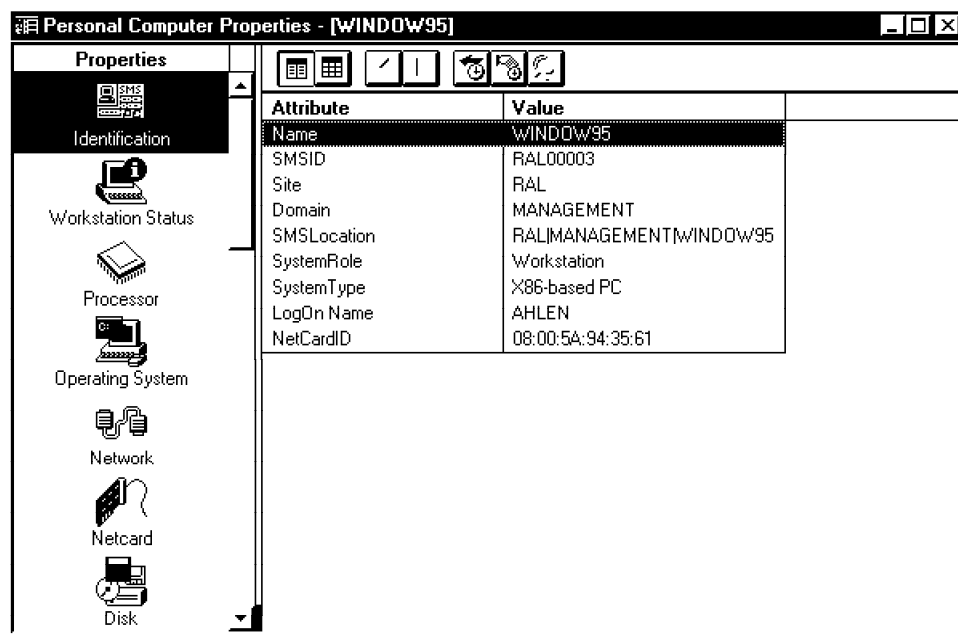 Personal Computer Properties - [WINDOW95]
Properties
SMS
Identification
Workstation Status
Processor
C:
Operating System
Network
Netcard
Disk
Attribute Value
Name WINDOW95
SMSID RAL00003
Site RAL
Domain MANAGEMENT
SMSLocation RAL|MANAGEMENT|WINDOW95
SystemRole Workstation
SystemType X86-based PC
LogOn Name AHLEN
NetCardID 08:00:5A:94:35:61